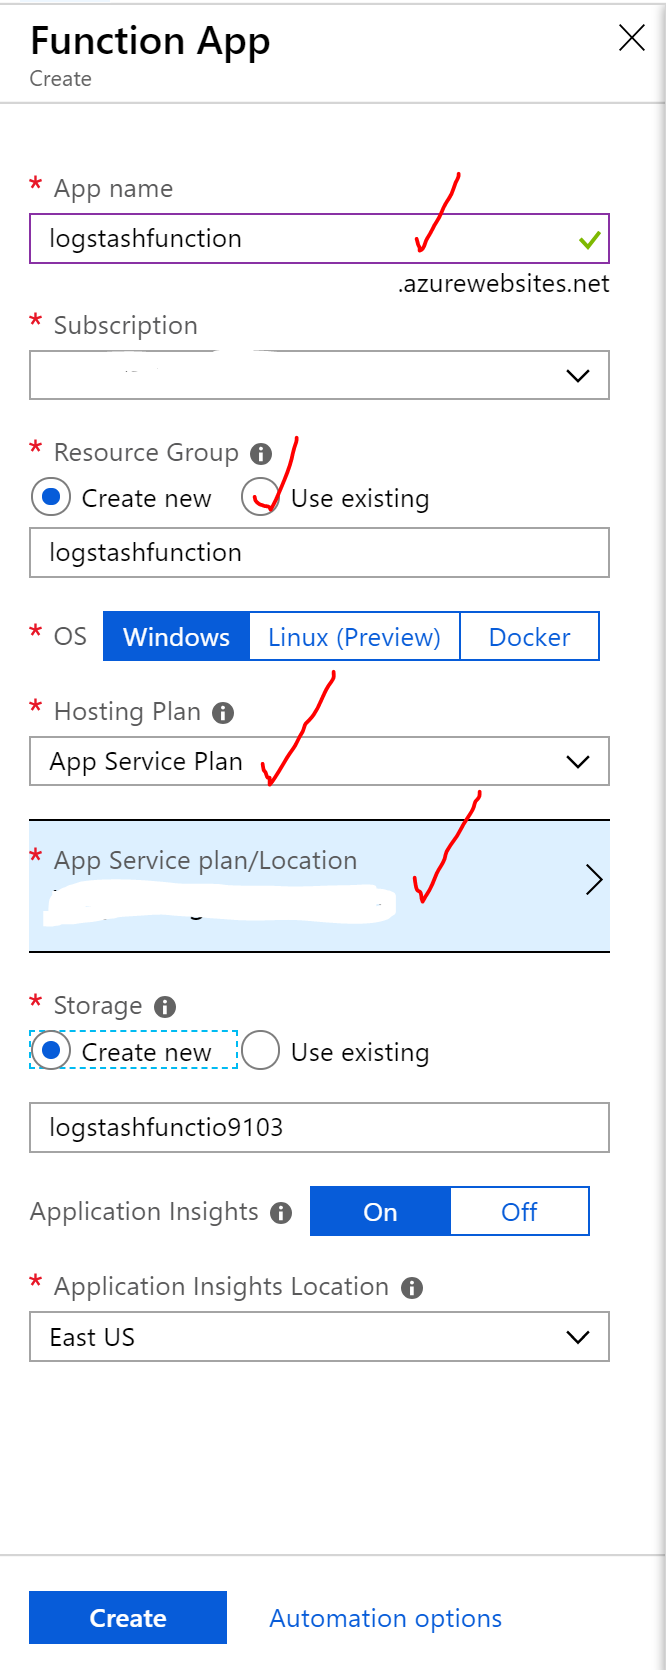 Function App
Create
* App name
logstashfunction
.azurewebsites.net
* Subscription
* Resource Group
Create new Use existing
logstashfunction
* OS Windows Linux (Preview) Docker
* Hosting Plan
App Service Plan
* App Service plan/Location
* Storage
Create new Use existing
logstashfunctio9103
Application Insights On Off
* Application Insights Location
East US
Create Automation options